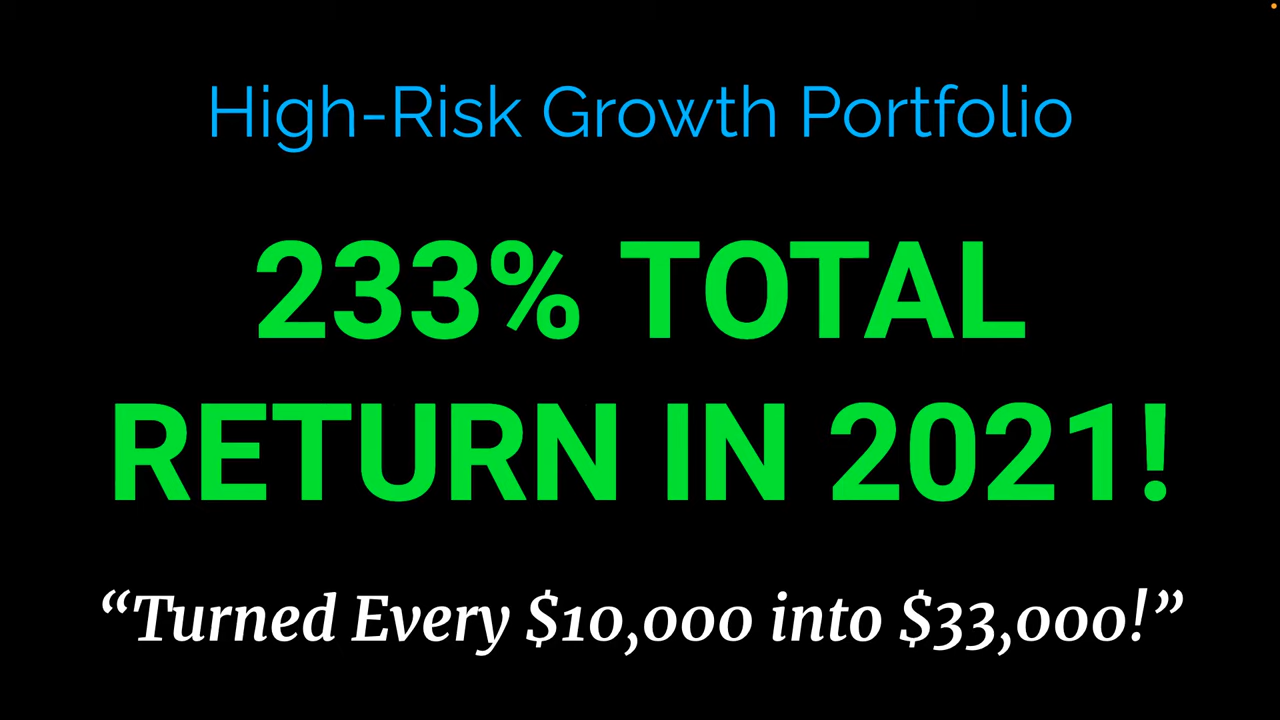 High-Risk Growth Portfolio
233% TOTAL
RETURN IN 2021!
“Turned Every $10,000 into $33,000!”